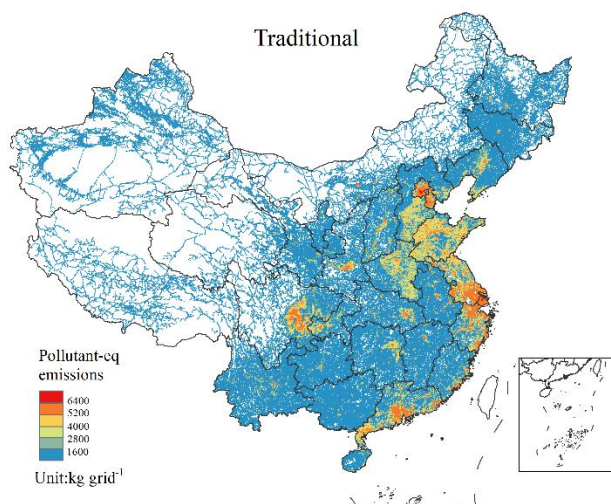 Traditional
Pollutant-eq
emissions
6400
5200
4000
2800
1600
Unit:kg grid⁻¹